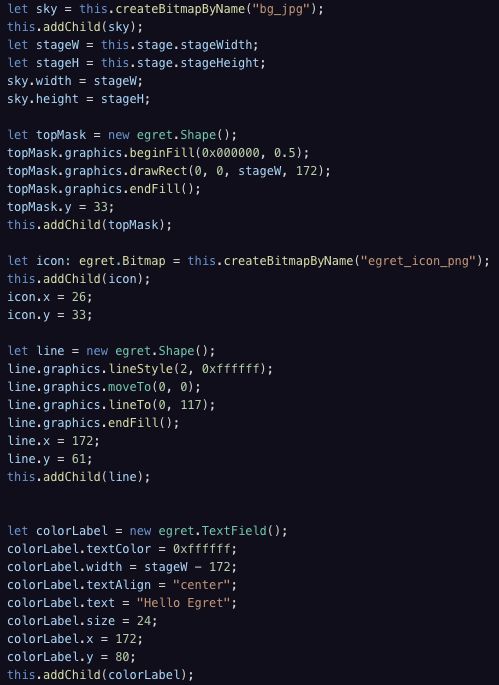 let sky = this.createBitmapByName("bg_jpg");
this.addChild(sky);
let stageW = this.stage.stageWidth;
let stageH = this.stage.stageHeight;
sky.width = stageW;
sky.height = stageH;

let topMask = new egret.Shape();
topMask.graphics.beginFill(0x000000, 0.5);
topMask.graphics.drawRect(0, 0, stageW, 172);
topMask.graphics.endFill();
topMask.y = 33;
this.addChild(topMask);

let icon: egret.Bitmap = this.createBitmapByName("egret_icon_png");
this.addChild(icon);
icon.x = 26;
icon.y = 33;

let line = new egret.Shape();
line.graphics.lineStyle(2, 0xffffff);
line.graphics.moveTo(0, 0);
line.graphics.lineTo(0, 117);
line.graphics.endFill();
line.x = 172;
line.y = 61;
this.addChild(line);


let colorLabel = new egret.TextField();
colorLabel.textColor = 0xffffff;
colorLabel.width = stageW - 172;
colorLabel.textAlign = "center";
colorLabel.text = "Hello Egret";
colorLabel.size = 24;
colorLabel.x = 172;
colorLabel.y = 80;
this.addChild(colorLabel);